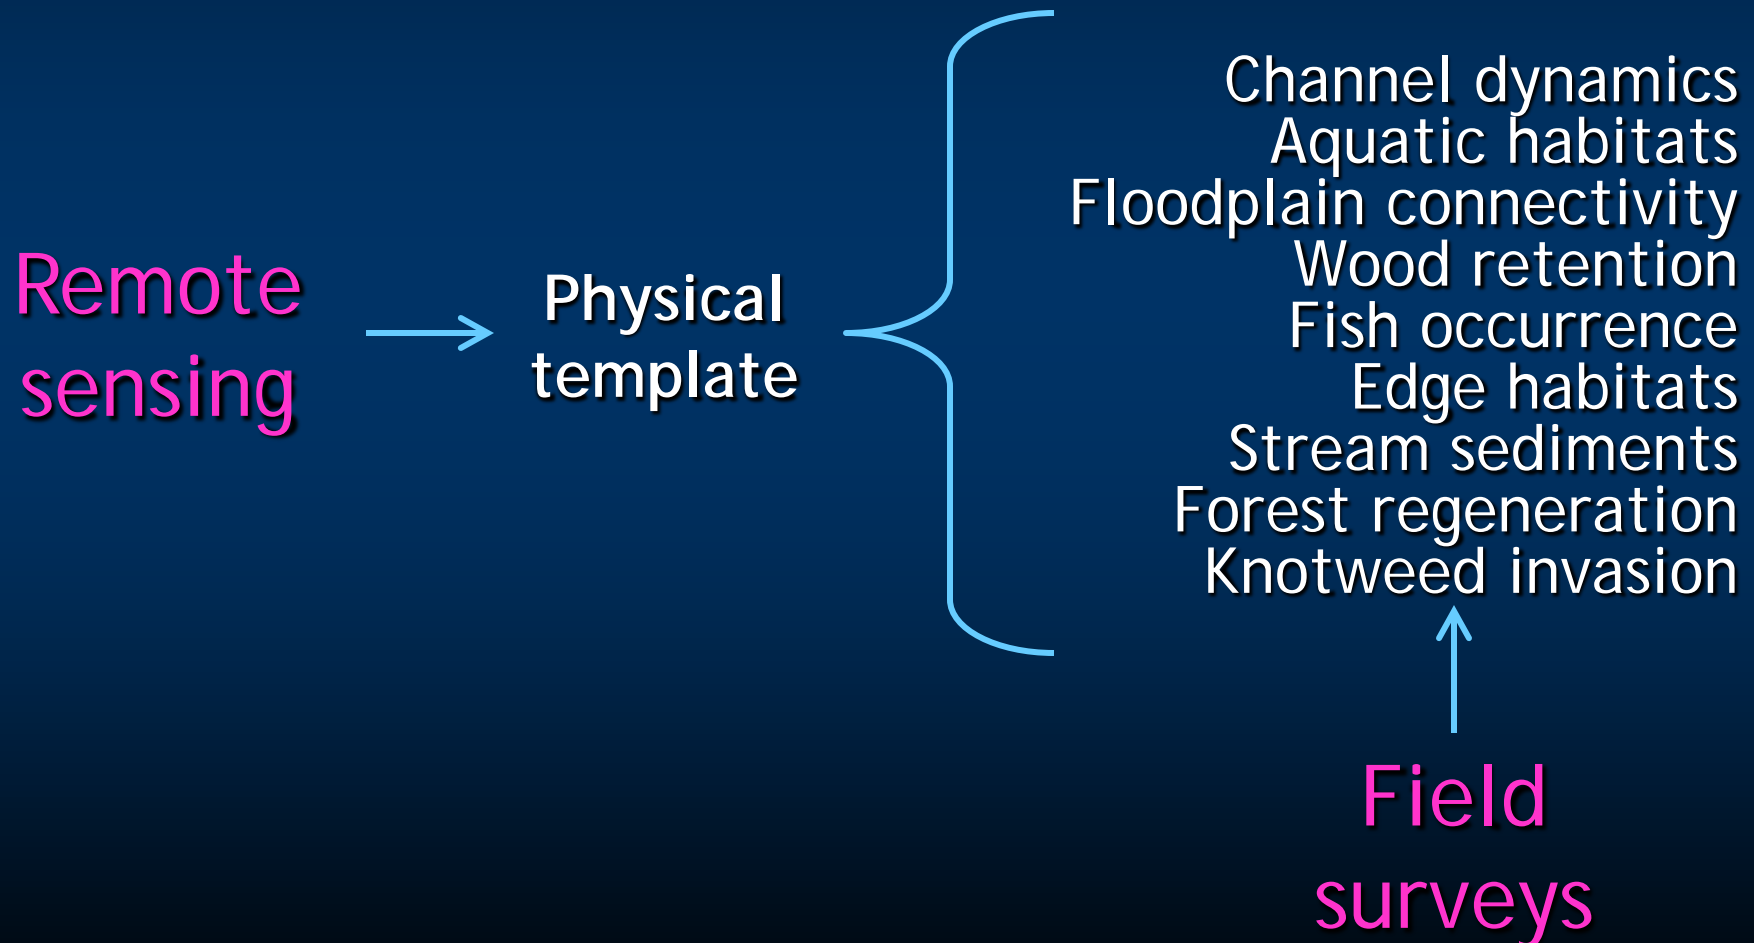 Remote
sensing
Physical
template
Channel dynamics
Aquatic habitats
Floodplain connectivity
Wood retention
Fish occurrence
Edge habitats
Stream sediments
Forest regeneration
Knotweed invasion
Field
surveys